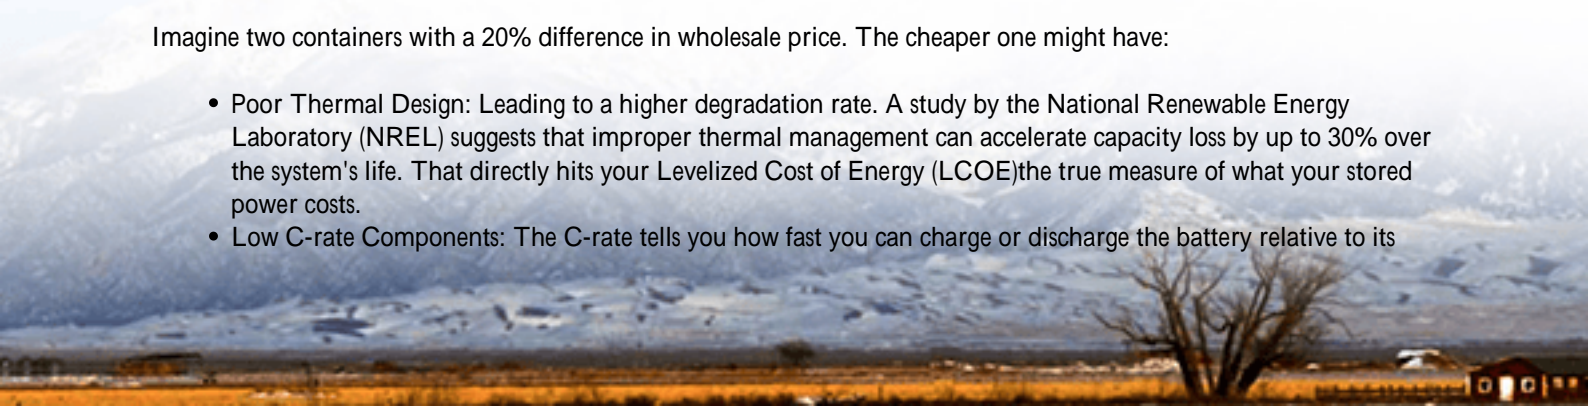 Imagine two containers with a 20% difference in wholesale price. The cheaper one might have:
• Poor Thermal Design: Leading to a higher degradation rate. A study by the National Renewable Energy
Laboratory (NREL) suggests that improper thermal management can accelerate capacity loss by up to 30% over
the system's life. That directly hits your Levelized Cost of Energy (LCOE)the true measure of what your stored
power costs.
• Low C-rate Components: The C-rate tells you how fast you can charge or discharge the battery relative to its